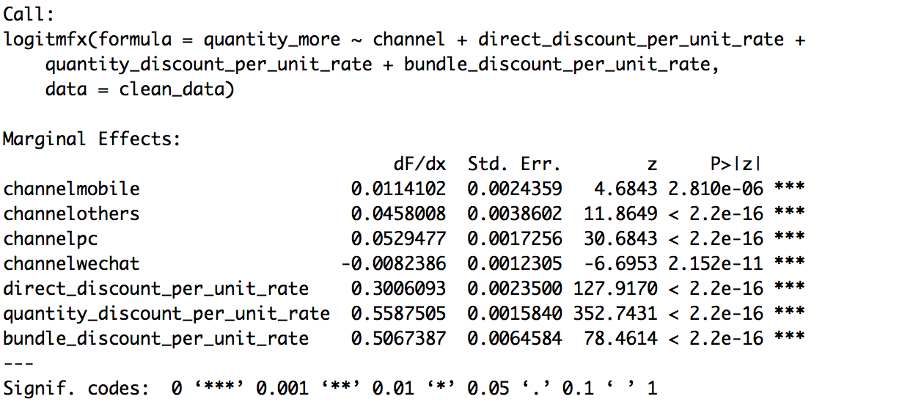 Call:
logitmfx(formula = quantity_more ~ channel + direct_discount_per_unit_rate +
    quantity_discount_per_unit_rate + bundle_discount_per_unit_rate,
    data = clean_data)

Marginal Effects:
                                     dF/dx  Std. Err.        z     P>|z|
channelmobile                    0.0114102  0.0024359   4.6843 2.810e-06 ***
channelothers                    0.0458008  0.0038602  11.8649 < 2.2e-16 ***
channelpc                        0.0529477  0.0017256  30.6843 < 2.2e-16 ***
channelwechat                   -0.0082386  0.0012305  -6.6953 2.152e-11 ***
direct_discount_per_unit_rate    0.3006093  0.0023500 127.9170 < 2.2e-16 ***
quantity_discount_per_unit_rate  0.5587505  0.0015840 352.7431 < 2.2e-16 ***
bundle_discount_per_unit_rate    0.5067387  0.0064584  78.4614 < 2.2e-16 ***
---
Signif. codes:  0 ‘***’ 0.001 ‘**’ 0.01 ‘*’ 0.05 ‘.’ 0.1 ‘ ’ 1